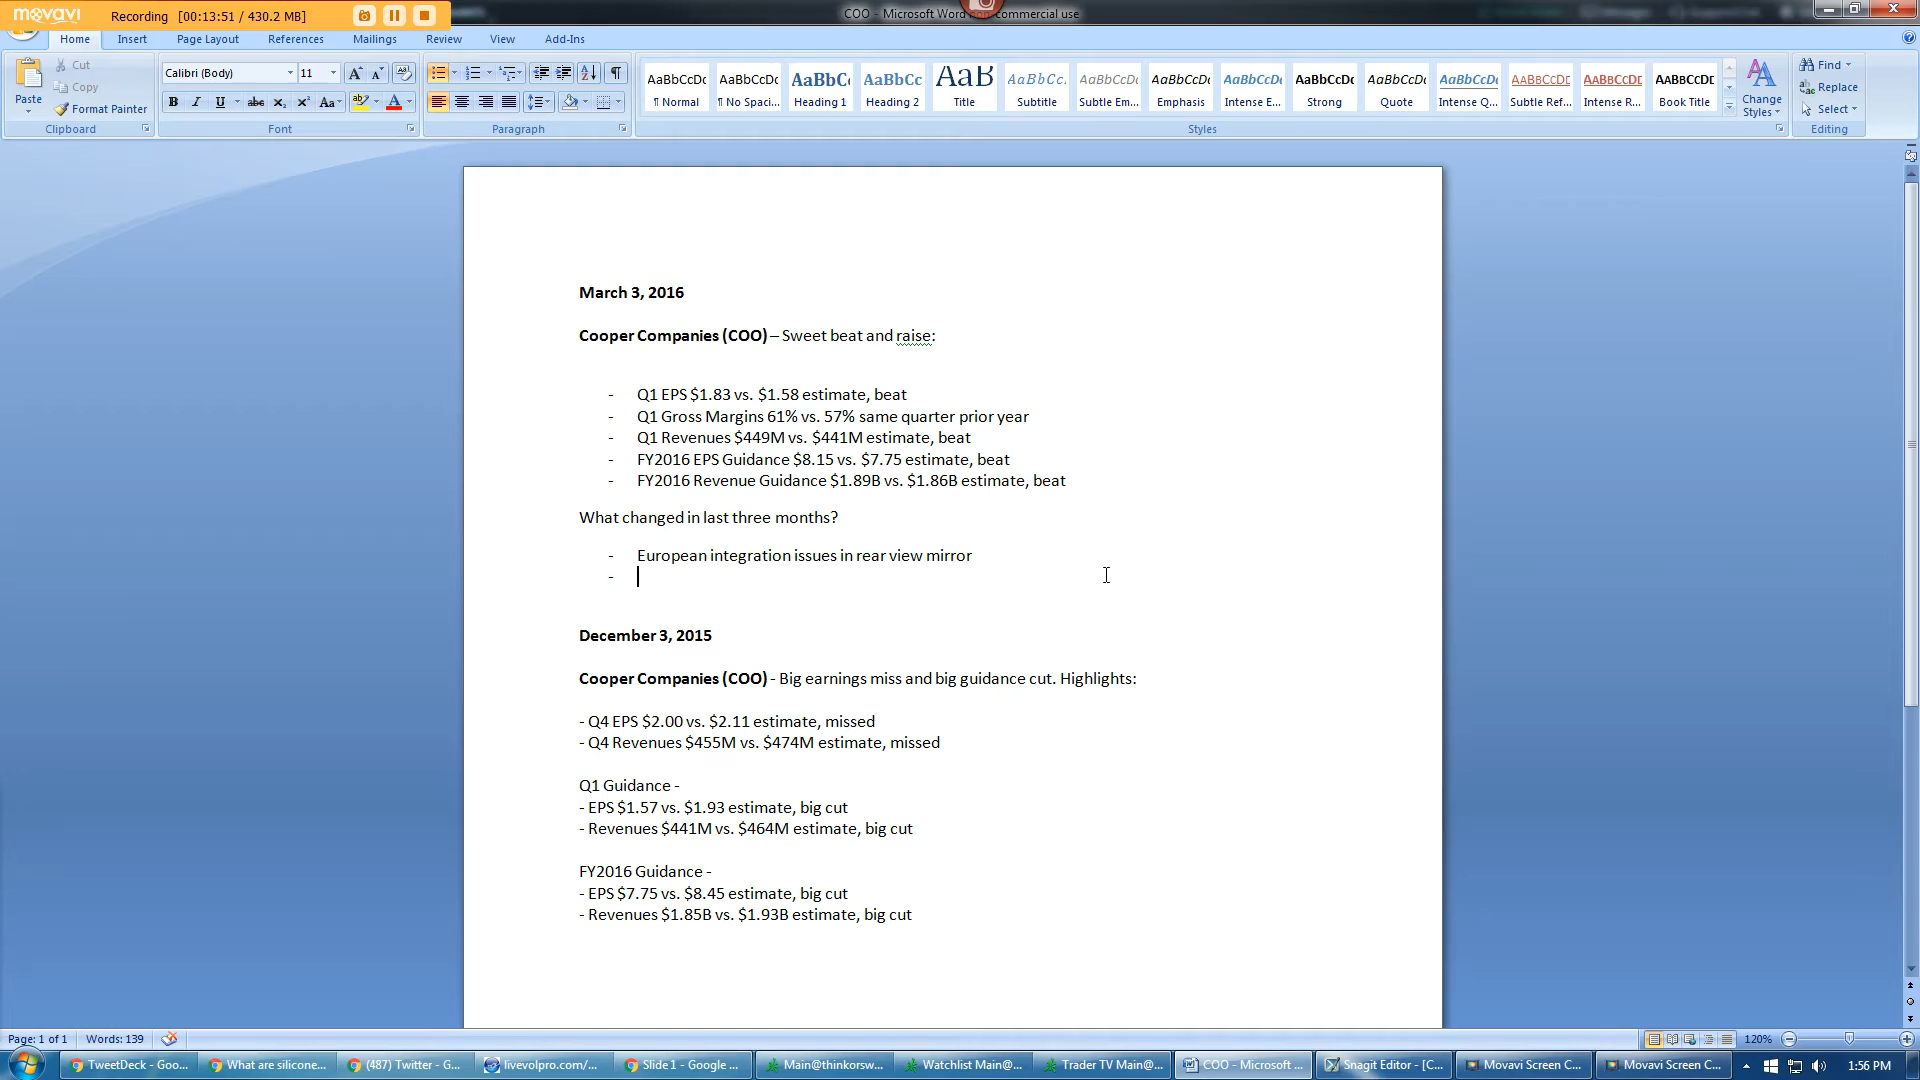 movavi Recording [00:13:51 / 430.2 MB]
COO - Microsoft Word non-commercial use
Home Insert Page Layout References Mailings Review View Add-Ins
Paste Cut Copy Format Painter
Clipboard
Calibri (Body) 11
B I U abc X₂ X² Aa A
Font
Paragraph
AaBbCcDc AaBbCcDc AaBbCc AaBbCc AaB AaBbCc. AaBbCcDc AaBbCcDc AaBbCcDc AaBbCcDc AaBbCcDc AaBbCcDc AaBbCcDc AaBbCcDc AaBbCcDc
¶ Normal ¶ No Spaci... Heading 1 Heading 2 Title Subtitle Subtle Em... Emphasis Intense E... Strong Quote Intense Q... Subtle Ref... Intense R... Book Title
Change Styles
Styles
Find
Replace
Select
Editing
March 3, 2016
Cooper Companies (COO) – Sweet beat and raise:
- Q1 EPS $1.83 vs. $1.58 estimate, beat
- Q1 Gross Margins 61% vs. 57% same quarter prior year
- Q1 Revenues $449M vs. $441M estimate, beat
- FY2016 EPS Guidance $8.15 vs. $7.75 estimate, beat
- FY2016 Revenue Guidance $1.89B vs. $1.86B estimate, beat
What changed in last three months?
- European integration issues in rear view mirror
-
December 3, 2015
Cooper Companies (COO) - Big earnings miss and big guidance cut. Highlights:
- Q4 EPS $2.00 vs. $2.11 estimate, missed
- Q4 Revenues $455M vs. $474M estimate, missed
Q1 Guidance -
- EPS $1.57 vs. $1.93 estimate, big cut
- Revenues $441M vs. $464M estimate, big cut
FY2016 Guidance -
- EPS $7.75 vs. $8.45 estimate, big cut
- Revenues $1.85B vs. $1.93B estimate, big cut
Page: 1 of 1 Words: 139 120%
TweetDeck - Goo... What are silicone... (487) Twitter - G... livevolpro.com/... Slide 1 - Google ... Main@thinkorsw... Watchlist Main@... Trader TV Main@... COO - Microsoft ... Snagit Editor - [C... Movavi Screen C... Movavi Screen C... 1:56 PM